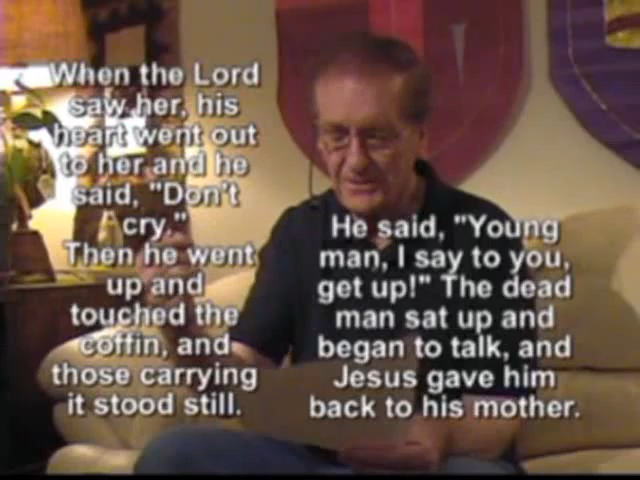 When the Lord
saw her, his
heart went out
to her and he
said, "Don't
cry."
Then he went
up and
touched the
coffin, and
those carrying
it stood still.
He said, "Young
man, I say to you,
get up!" The dead
man sat up and
began to talk, and
Jesus gave him
back to his mother.